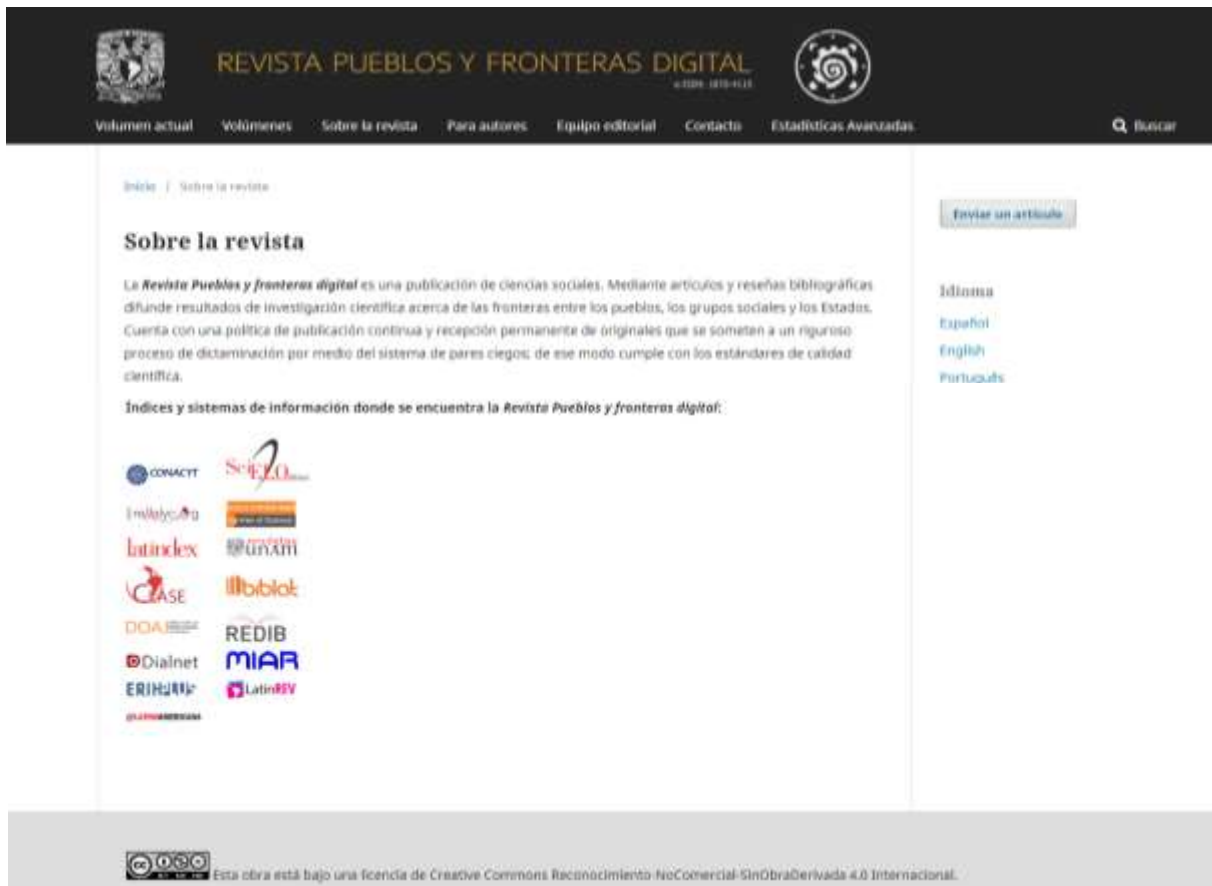 REVISTA PUEBLOS Y FRONTERAS DIGITAL
Volumen actual Volúmenes Sobre la revista Para autores Equipo editorial Contacto Estadísticas Avanzadas Buscar
Inicio / Sobre la revista
Enviar un artículo
Sobre la revista
La Revista Pueblos y fronteras digital es una publicación de ciencias sociales. Mediante artículos y reseñas bibliográficas
difunde resultados de investigación científica acerca de las fronteras entre los pueblos, los grupos sociales y los Estados.
Cuenta con una política de publicación continua y recepción permanente de originales que se someten a un riguroso
proceso de dictaminación por medio del sistema de pares ciegos; de ese modo cumple con los estándares de calidad
científica.
Idioma
Español
English
Português
Índices y sistemas de información donde se encuentra la Revista Pueblos y fronteras digital:
CONACYT SciELO
latindex revistas unam
CLASE biblat
DOAJ REDIB
Dialnet MIAR
LatinREV
Esta obra está bajo una licencia de Creative Commons Reconocimiento-NoComercial-SinObraDerivada 4.0 Internacional.